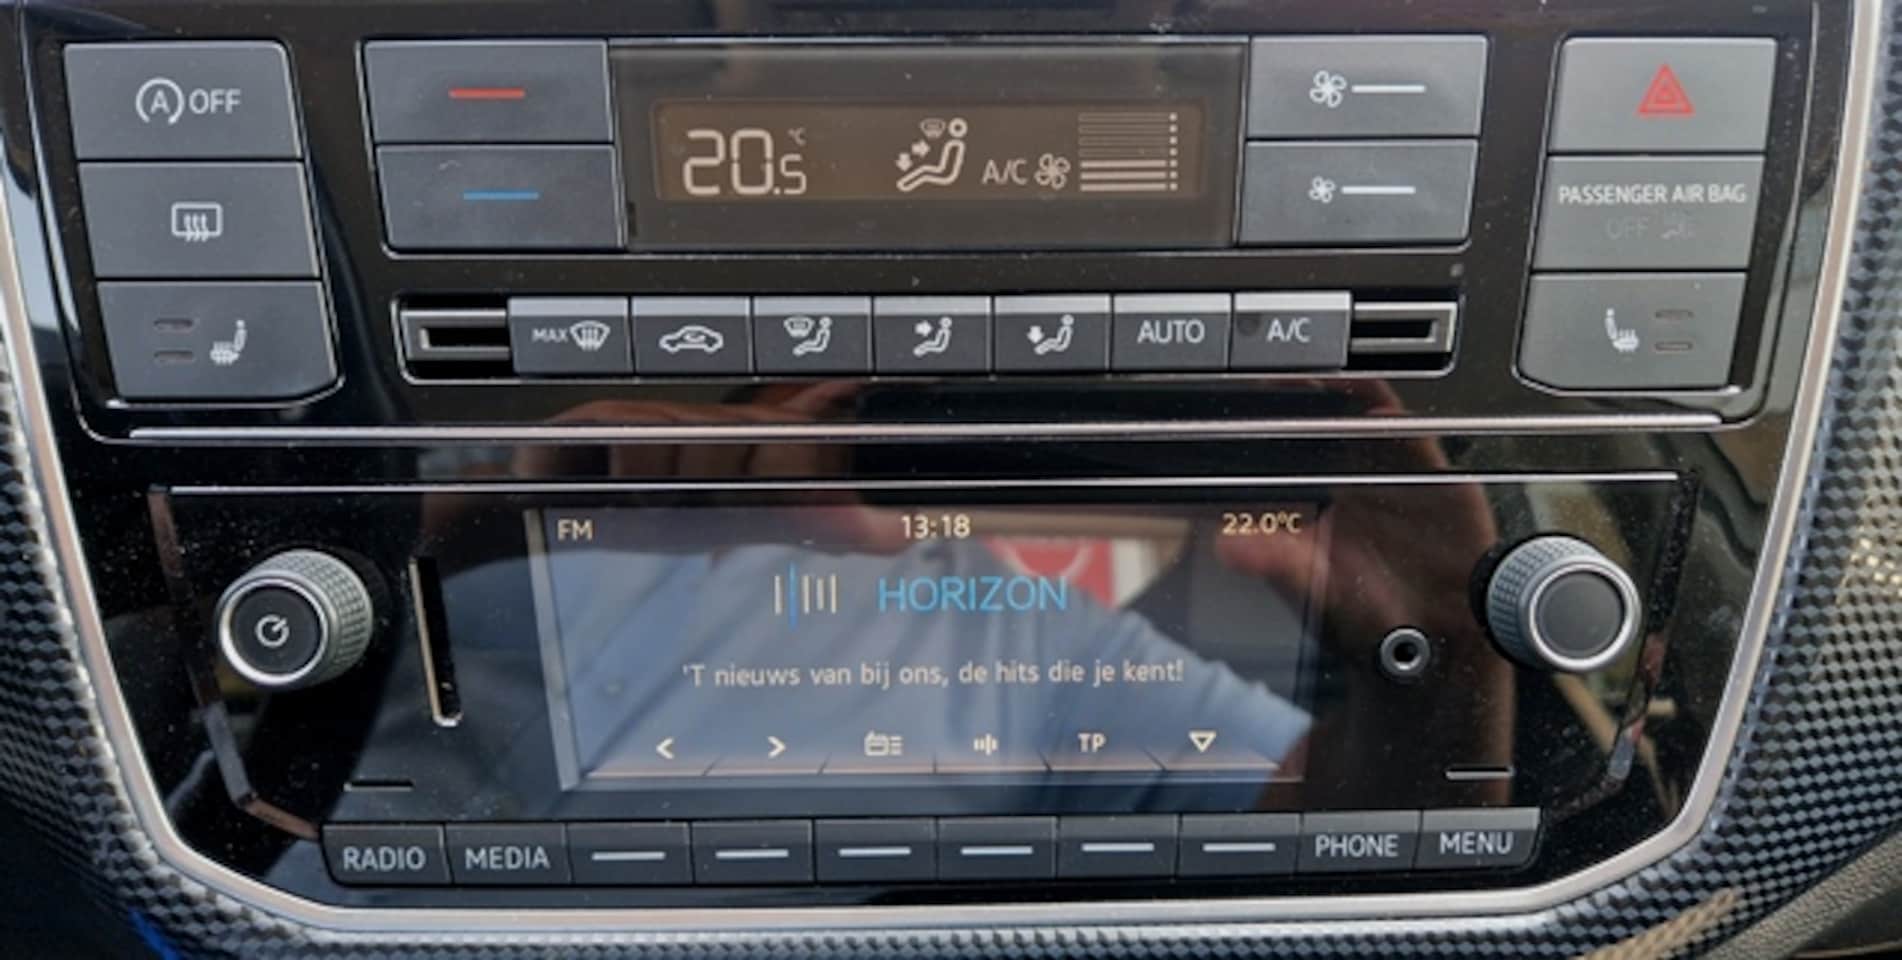 A OFF
20.5 °C
A/C
PASSENGER AIR BAG
OFF
MAX
AUTO
A/C
FM 13:18 22.0°C
HORIZON
'T nieuws van bij ons, de hits die je kent!
< > TP
RADIO MEDIA PHONE MENU